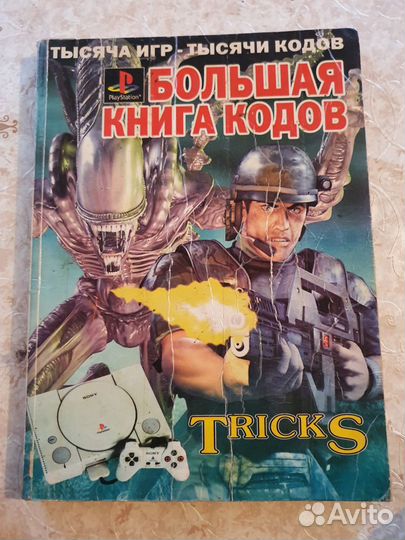 ТЫСЯЧА ИГР - ТЫСЯЧИ КОДОВ
PlayStation
БОЛЬШАЯ
КНИГА КОДОВ
SONY
SONY
TRICKS
Avito